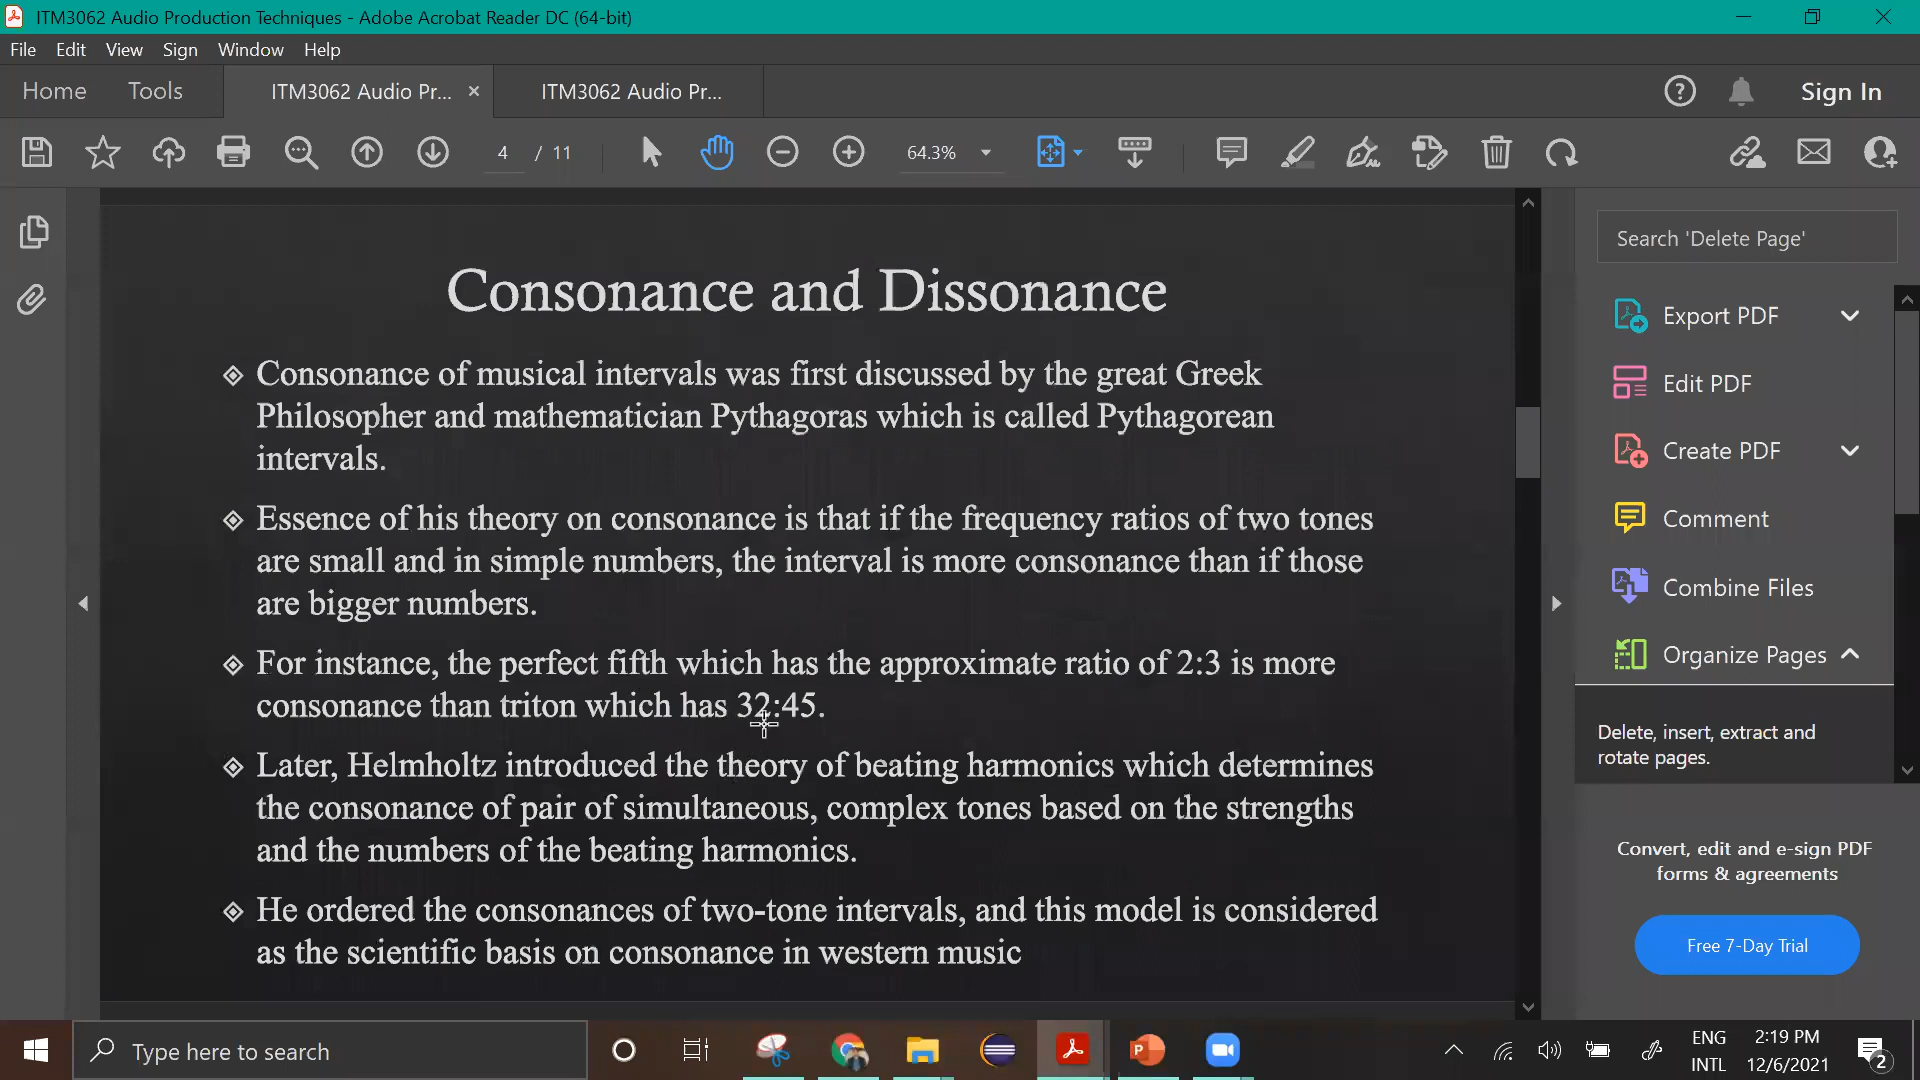 ITM3062 Audio Production Techniques - Adobe Acrobat Reader DC (64-bit)
File Edit View Sign Window Help
Home Tools ITM3062 Audio Pr... × ITM3062 Audio Pr... ? Sign In
4 / 11 64.3%
Search 'Delete Page'
Consonance and Dissonance
Consonance of musical intervals was first discussed by the great Greek
Philosopher and mathematician Pythagoras which is called Pythagorean
intervals.
Essence of his theory on consonance is that if the frequency ratios of two tones
are small and in simple numbers, the interval is more consonance than if those
are bigger numbers.
For instance, the perfect fifth which has the approximate ratio of 2:3 is more
consonance than triton which has 32:45.
Later, Helmholtz introduced the theory of beating harmonics which determines
the consonance of pair of simultaneous, complex tones based on the strengths
and the numbers of the beating harmonics.
He ordered the consonances of two-tone intervals, and this model is considered
as the scientific basis on consonance in western music
Export PDF
Edit PDF
Create PDF
Comment
Combine Files
Organize Pages
Delete, insert, extract and
rotate pages.
Convert, edit and e-sign PDF
forms & agreements
Free 7-Day Trial
Type here to search
P
ENG
INTL
2:19 PM
12/6/2021
2